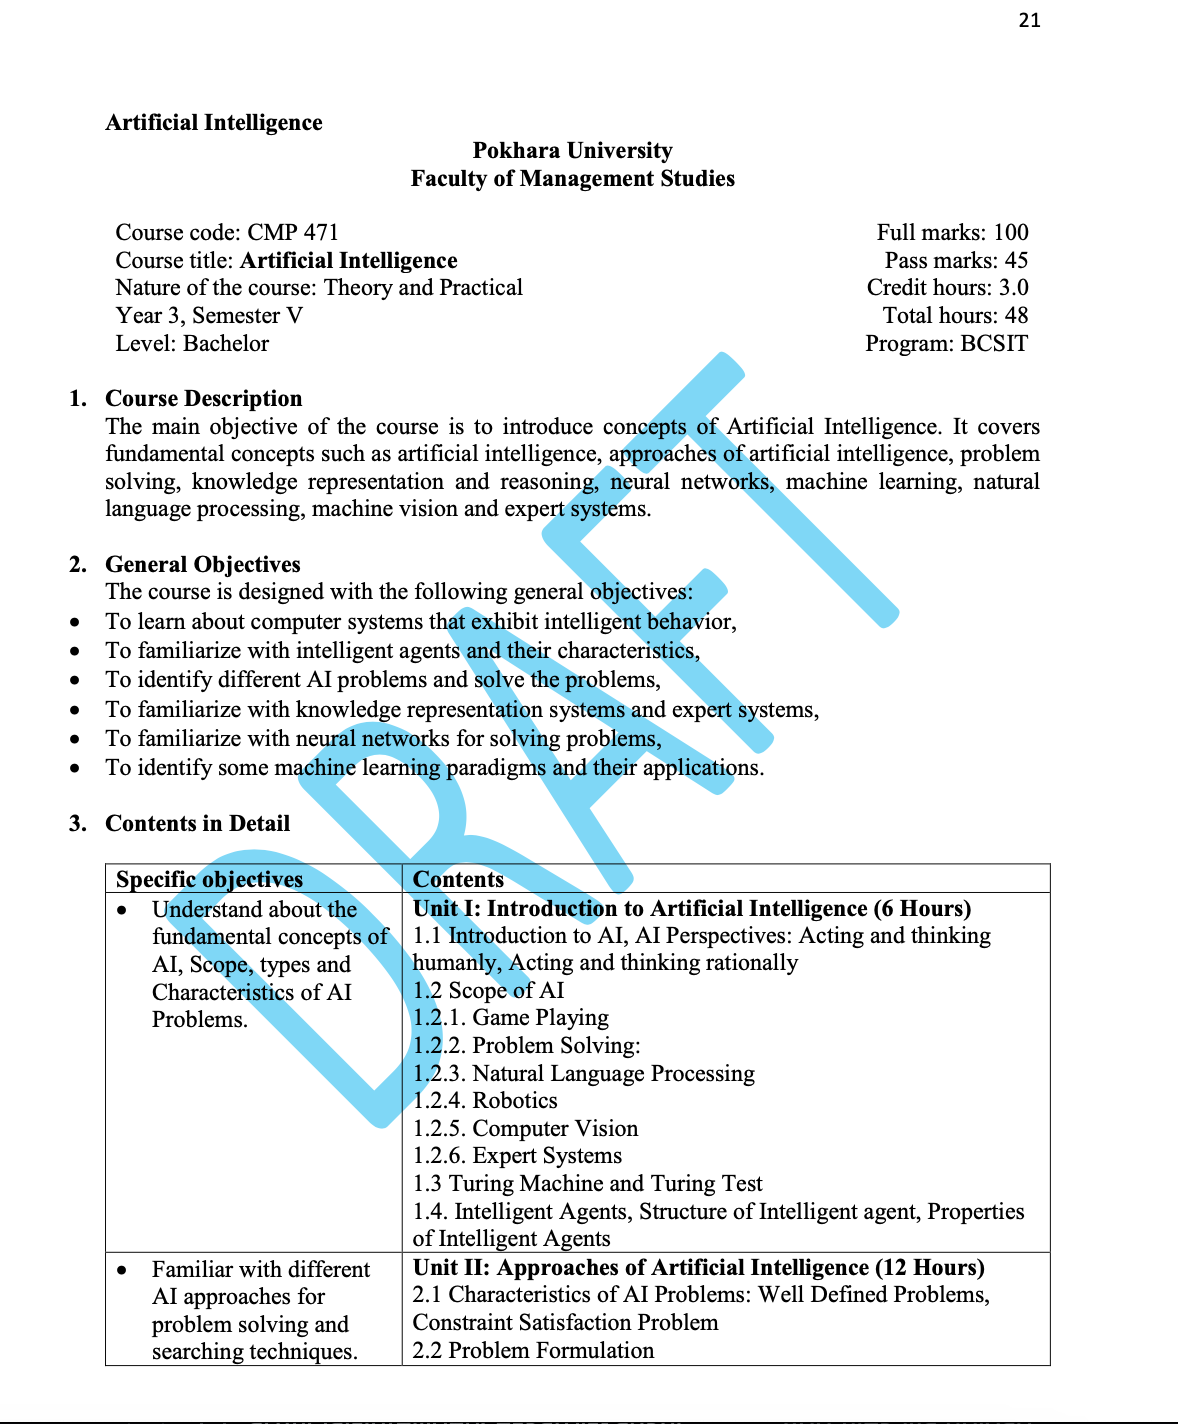 21
Artificial Intelligence
Pokhara University
Faculty of Management Studies
Course code: CMP 471
Full marks: 100
Course title: Artificial Intelligence
Pass marks: 45
Nature of the course: Theory and Practical
Credit hours: 3.0
Year 3, Semester V
Total hours: 48
Level: Bachelor
Program: BCSIT
1. Course Description
The main objective of the course is to introduce concepts of Artificial Intelligence. It covers
fundamental concepts such as artificial intelligence, approaches of artificial intelligence, problem
solving, knowledge representation and reasoning, neural networks, machine learning, natural
language processing, machine vision and expert systems.
2. General Objectives
The course is designed with the following general objectives:
• To learn about computer systems that exhibit intelligent behavior,
• To familiarize with intelligent agents and their characteristics,
• To identify different AI problems and solve the problems,
• To familiarize with knowledge representation systems and expert systems,
• To familiarize with neural networks for solving problems,
• To identify some machine learning paradigms and their applications.
3. Contents in Detail
Specific objectives
Contents
• Understand about the
fundamental concepts of
AI, Scope, types and
Characteristics of AI
Problems.
Unit I: Introduction to Artificial Intelligence (6 Hours)
1.1 Introduction to AI, AI Perspectives: Acting and thinking
humanly, Acting and thinking rationally
1.2 Scope of AI
1.2.1. Game Playing
1.2.2. Problem Solving:
1.2.3. Natural Language Processing
1.2.4. Robotics
1.2.5. Computer Vision
1.2.6. Expert Systems
1.3 Turing Machine and Turing Test
1.4. Intelligent Agents, Structure of Intelligent agent, Properties
of Intelligent Agents
• Familiar with different
AI approaches for
problem solving and
searching techniques.
Unit II: Approaches of Artificial Intelligence (12 Hours)
2.1 Characteristics of AI Problems: Well Defined Problems,
Constraint Satisfaction Problem
2.2 Problem Formulation
DRAFT